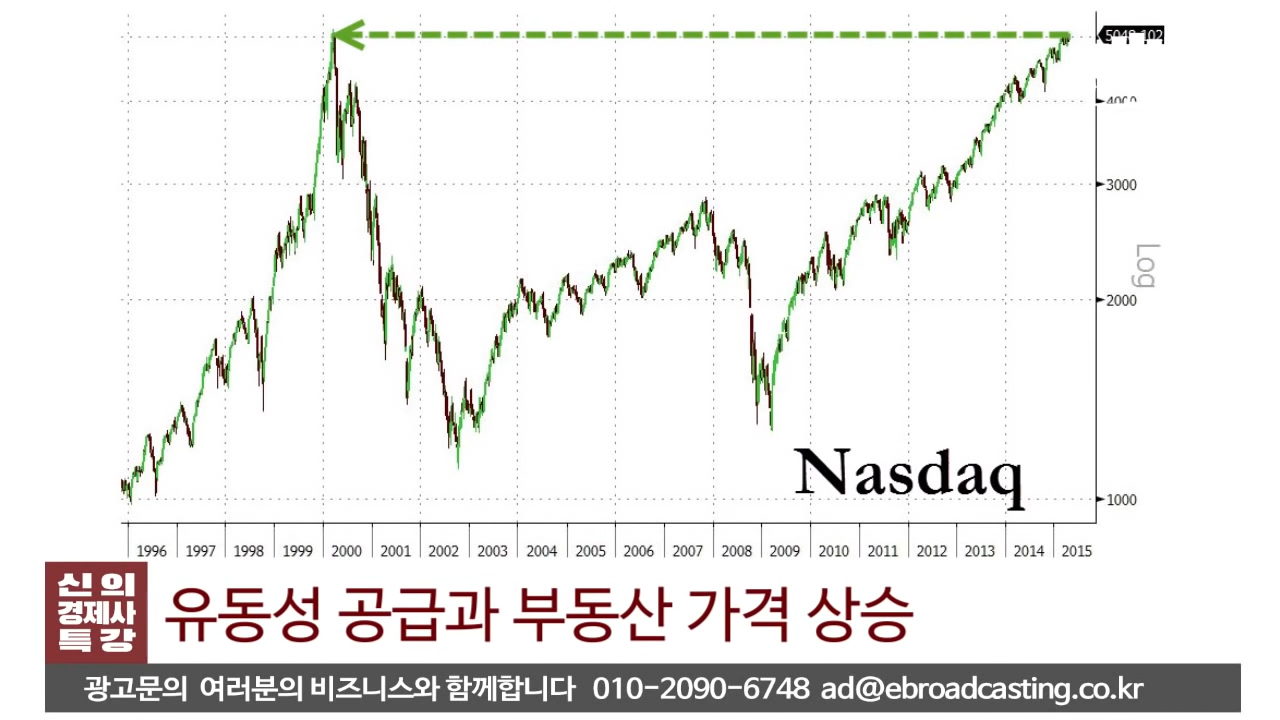 4000
3000
Log
2000
Nasdaq
1000
1996 1997 1998 1999 2000 2001 2002 2003 2004 2005 2006 2007 2008 2009 2010 2011 2012 2013 2014 2015
신의
경제사
특강
유동성 공급과 부동산 가격 상승
광고문의 여러분의 비즈니스와 함께합니다 010-2090-6748 ad@ebroadcasting.co.kr